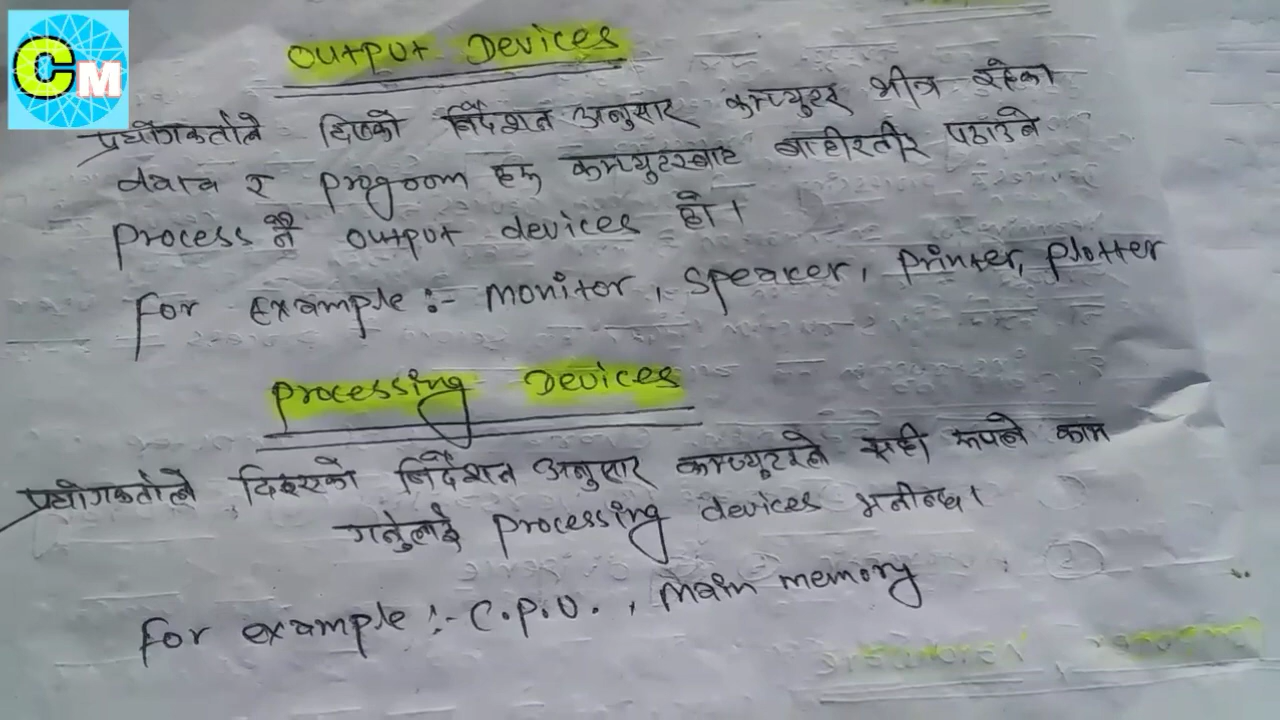 CM
Output Devices
प्रयोगकर्ताले दिएको निर्देशन अनुसार कम्प्युटर भीत्र रहेका
data र progoom हरू कम्प्युटरबाट बाहीरतीर पठाउने
process नै output devices हो।
for Example :- monitor, speaker, printer, plotter
Processing Devices
प्रयोगकर्ताले दिइएको निर्देशन अनुसार कम्प्युटरले सही रूपले काम
गर्नुलाई processing devices भनीन्छ।
for example :- C.P.U., main memory